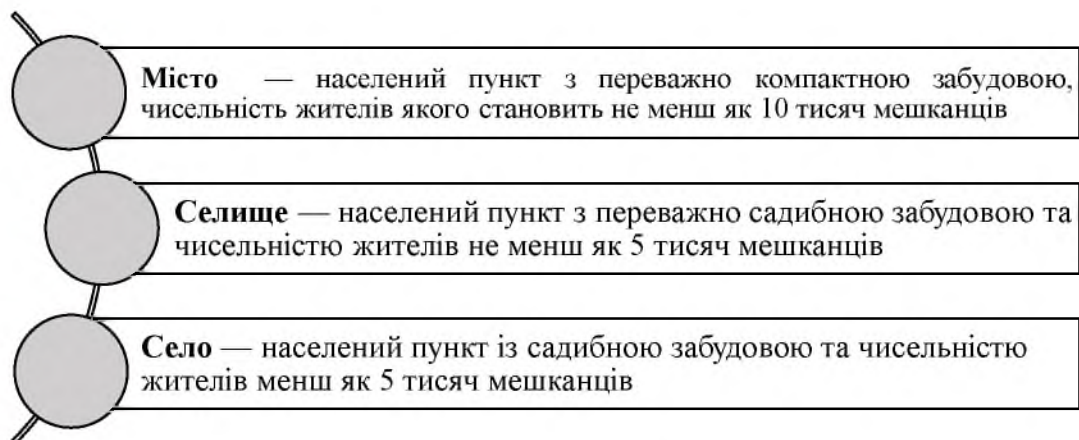 Місто — населений пункт з переважно компактною забудовою,
чисельність жителів якого становить не менш як 10 тисяч мешканців
Селище — населений пункт з переважно садибною забудовою та
чисельністю жителів не менш як 5 тисяч мешканців
Село — населений пункт із садибною забудовою та чисельністю
жителів менш як 5 тисяч мешканців